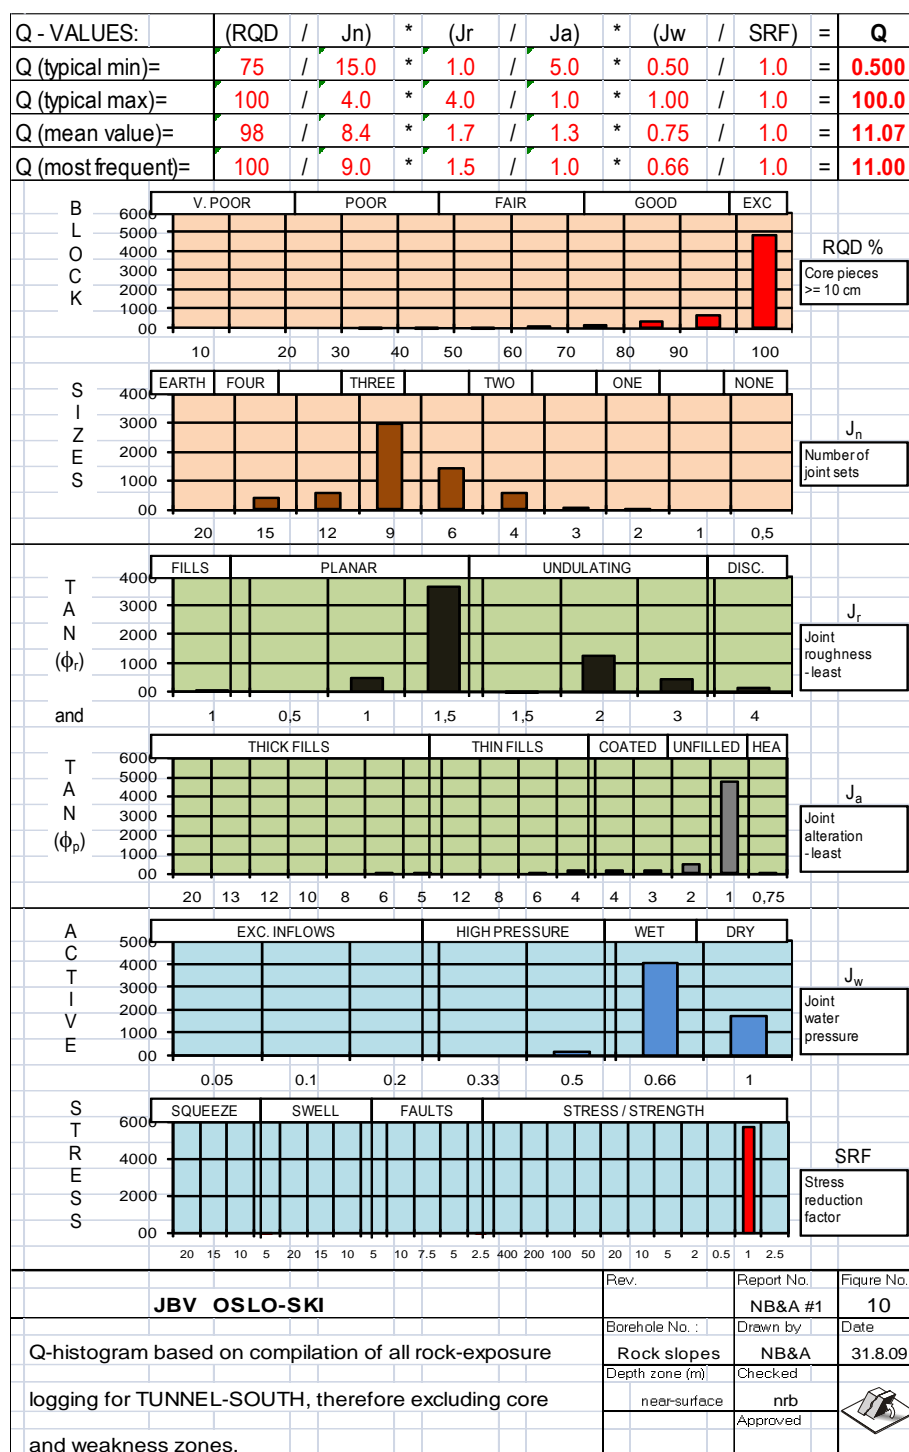 Q - VALUES: (RQD / Jn) * (Jr / Ja) * (Jw / SRF) = Q
Q (typical min)= 75 / 15.0 * 1.0 / 5.0 * 0.50 / 1.0 = 0.500
Q (typical max)= 100 / 4.0 * 4.0 / 1.0 * 1.00 / 1.0 = 100.0
Q (mean value)= 98 / 8.4 * 1.7 / 1.3 * 0.75 / 1.0 = 11.07
Q (most frequent)= 100 / 9.0 * 1.5 / 1.0 * 0.66 / 1.0 = 11.00
BLOCK
V. POOR POOR FAIR GOOD EXC
6000
5000
4000
3000
2000
1000
00
10 20 30 40 50 60 70 80 90 100
RQD %
Core pieces
>= 10 cm
SIZES
EARTH FOUR THREE TWO ONE NONE
4000
3000
2000
1000
00
20 15 12 9 6 4 3 2 1 0,5
Jn
Number of
joint sets
TAN
(ϕr)
FILLS PLANAR UNDULATING DISC.
4000
3000
2000
1000
00
1 0,5 1 1,5 1,5 2 3 4
Jr
Joint
roughness
- least
and
TAN
(ϕp)
THICK FILLS THIN FILLS COATED UNFILLED HEA
6000
5000
4000
3000
2000
1000
00
20 13 12 10 8 6 5 12 8 6 4 4 3 2 1 0,75
Ja
Joint
alteration
- least
ACTIVE
EXC. INFLOWS HIGH PRESSURE WET DRY
5000
4000
3000
2000
1000
00
0.05 0.1 0.2 0.33 0.5 0.66 1
Jw
Joint
water
pressure
STRESS
SQUEEZE SWELL FAULTS STRESS / STRENGTH
6000
4000
2000
00
20 15 10 5 20 15 10 5 10 7.5 5 2.5 400 200 100 50 20 10 5 2 0.5 1 2.5
SRF
Stress
reduction
factor
JBV OSLO-SKI
Q-histogram based on compilation of all rock-exposure
logging for TUNNEL-SOUTH, therefore excluding core
and weakness zones.
Rev. Report No. Figure No.
NB&A #1 10
Borehole No. : Drawn by Date
Rock slopes NB&A 31.8.09
Depth zone (m) Checked
near-surface nrb
Approved